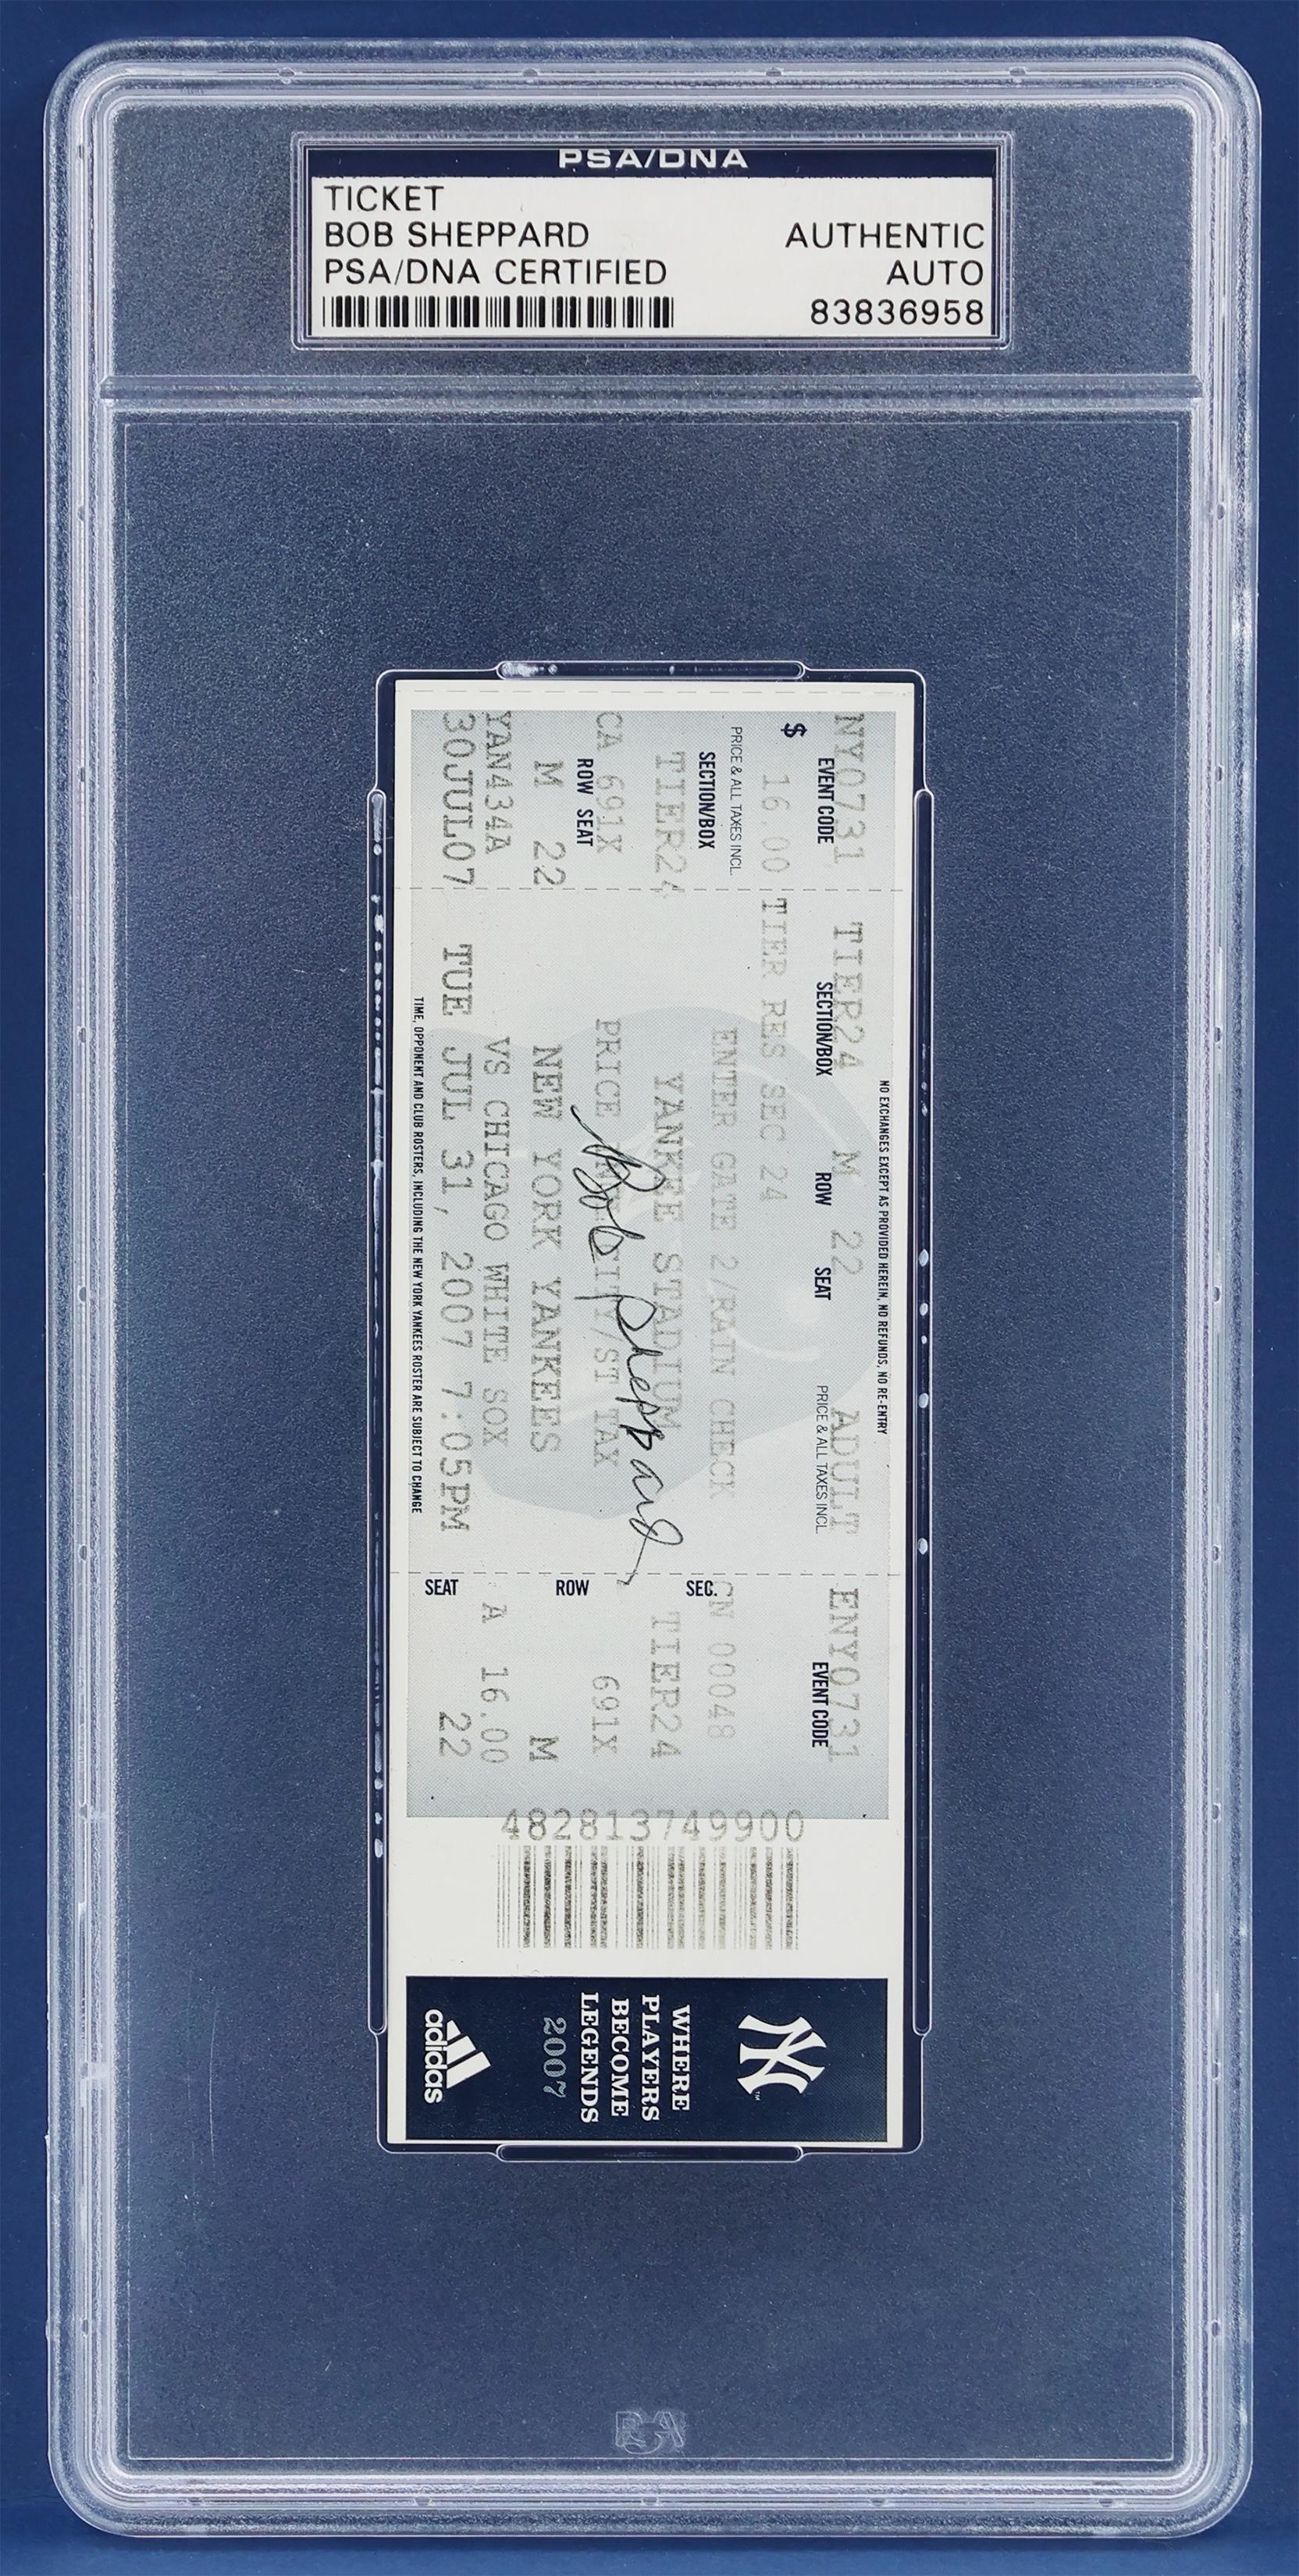 PSA/DNA
TICKET
BOB SHEPPARD AUTHENTIC
PSA/DNA CERTIFIED AUTO
83836958
NO EXCHANGES EXCEPT AS PROVIDED HEREIN, NO REFUNDS, NO RE-ENTRY
NY0731 TIER24 M 22 ADULT ENY0731
EVENT CODE SECTION/BOX ROW SEAT PRICE & ALL TAXES INCL. EVENT CODE
$ 16.00 TIER RES SEC 24
PRICE & ALL TAXES INCL.
ENTER GATE 2/RAIN CHECK CN 00048
SECTION/BOX SEC.
TIER24 YANKEE STADIUM TIER24
Bob Sheppard
CA 691X PRICE CITY/ST TAX 691X
ROW SEAT ROW
M 22 NEW YORK YANKEES M
YAN434A VS CHICAGO WHITE SOX A 16.00
30JUL07 TUE JUL 31, 2007 7:05PM 22
SEAT
TIME, OPPONENT AND CLUB ROSTERS, INCLUDING THE NEW YORK YANKEES ROSTER ARE SUBJECT TO CHANGE
482813749900
NY
TM
WHERE
PLAYERS
BECOME
LEGENDS
2007
adidas
PSA